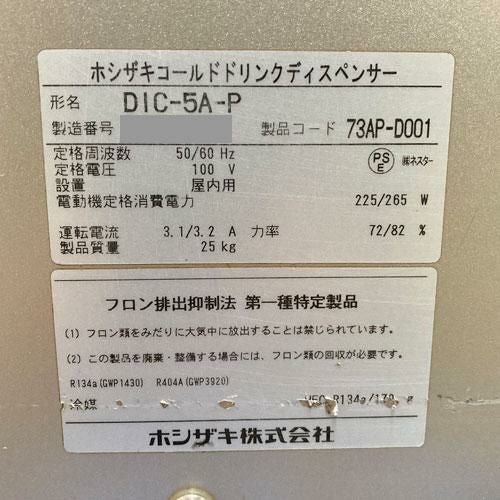 ホシザキコールドドリンクディスペンサー
形名 DIC-5A-P
製造番号 製品コード 73AP-D001
定格周波数 50/60 Hz
定格電圧 100 V
設置 屋内用
PSE ㈱ネスター
電動機定格消費電力 225/265 W
運転電流 3.1/3.2 A 力率 72/82 %
製品質量 25 kg
フロン排出抑制法 第一種特定製品
(1) フロン類をみだりに大気中に放出することは禁じられています。
(2) この製品を廃棄・整備する場合には、フロン類の回収が必要です。
R134a(GWP1430) R404A(GWP3920)
冷媒 HFC R134a/170 g
ホシザキ株式会社